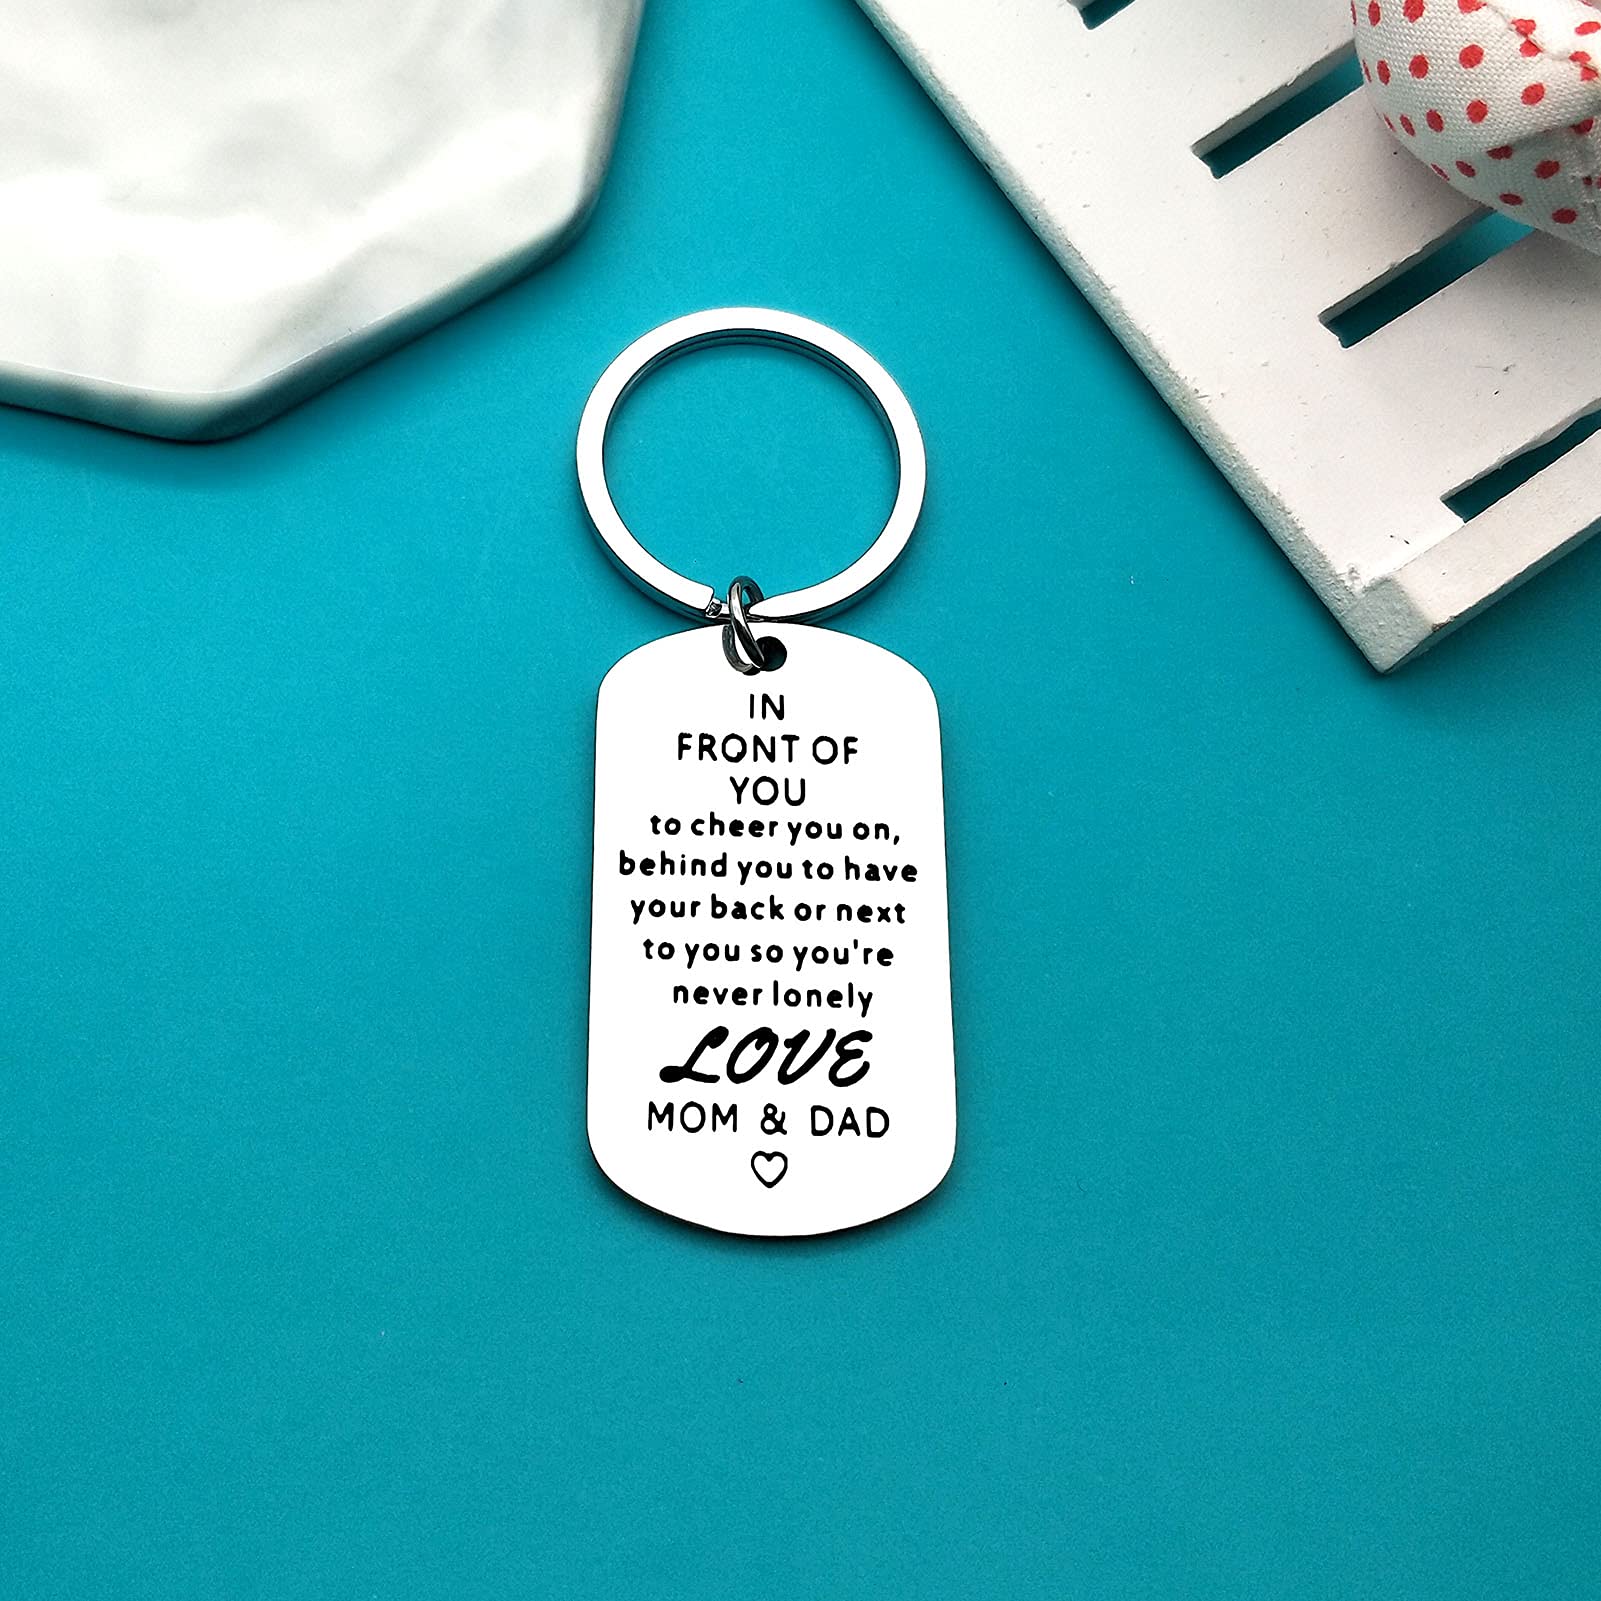 IN
FRONT OF
YOU
to cheer you on,
behind you to have
your back or next
to you so you're
never lonely
LOVE
MOM & DAD